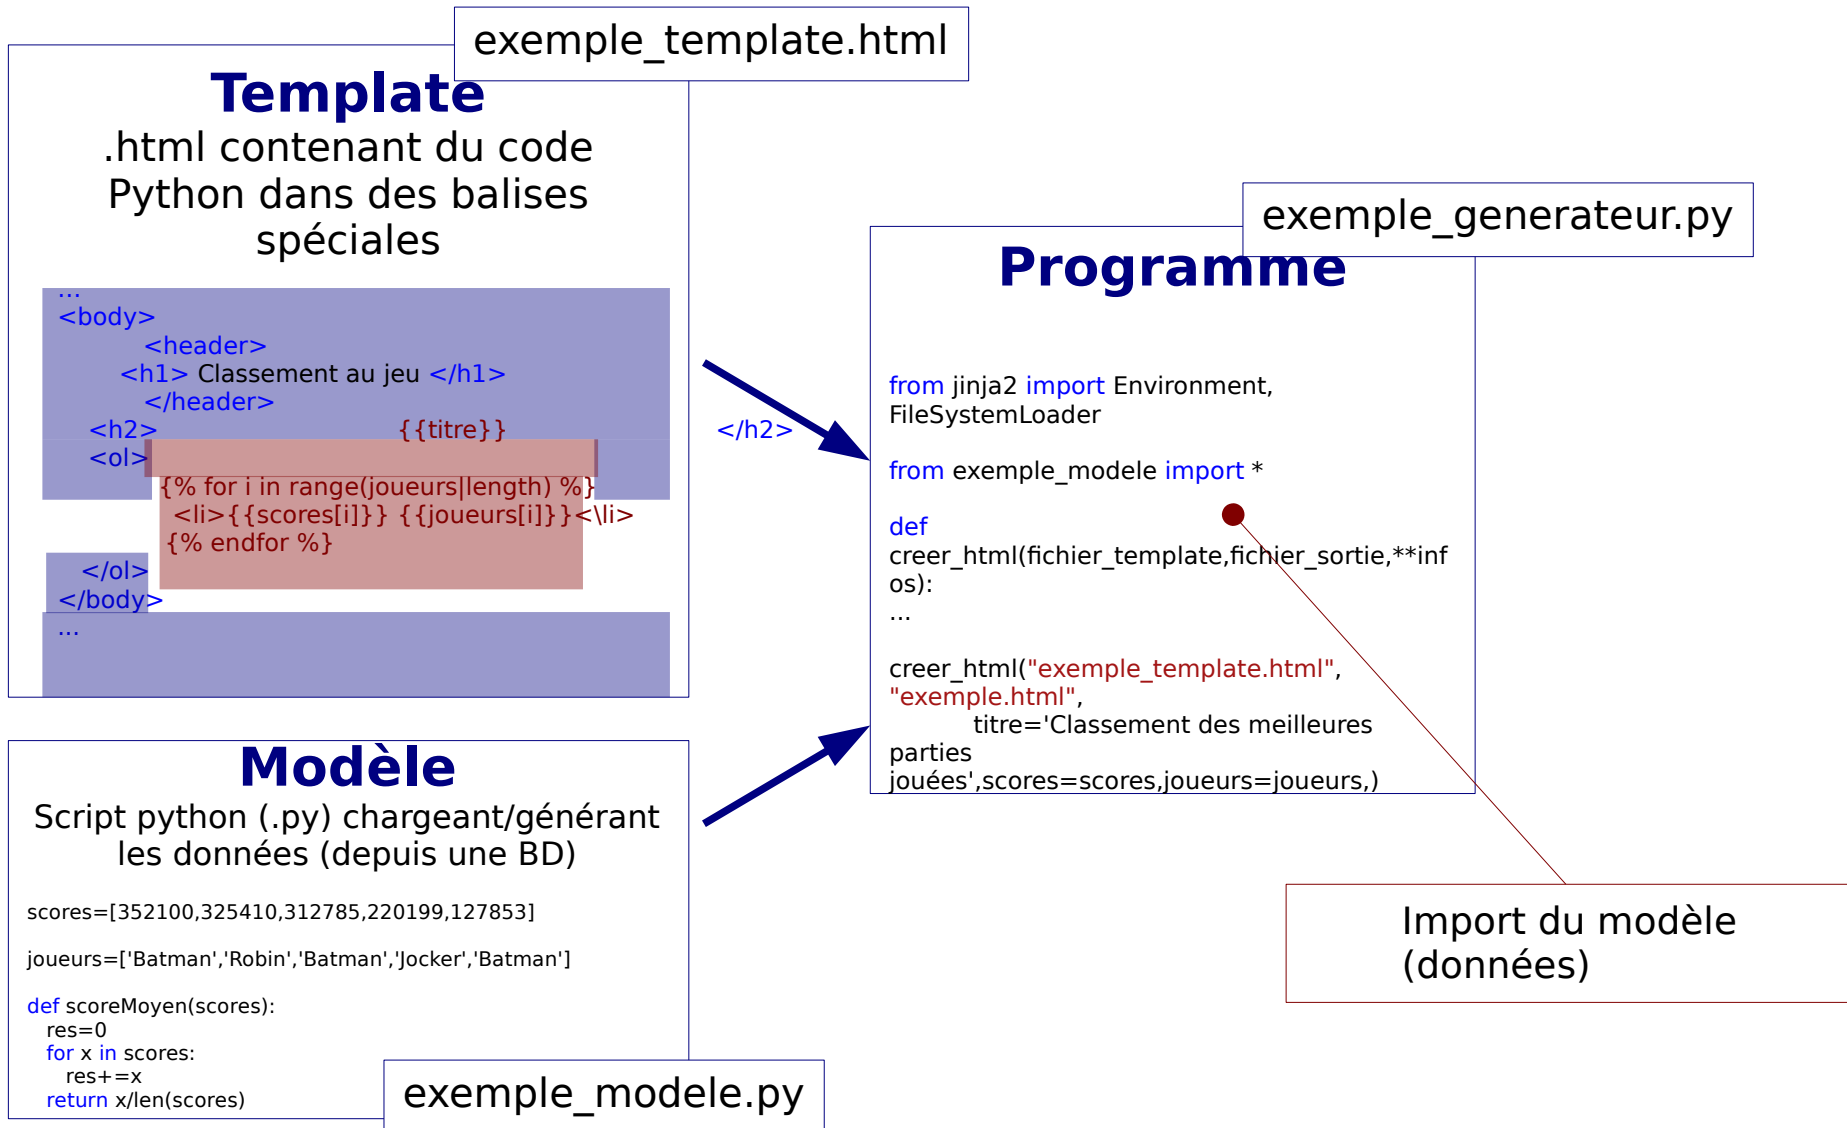 exemple_template.html
Template
.html contenant du code
Python dans des balises
spéciales
...
<body>
<header>
<h1> Classement au jeu </h1>
</header>
<h2> {{titre}} </h2>
<ol>
{% for i in range(joueurs|length) %}
<li>{{scores[i]}} {{joueurs[i]}}<\li>
{% endfor %}
</ol>
</body>
...
Modèle
Script python (.py) chargeant/générant
les données (depuis une BD)
scores=[352100,325410,312785,220199,127853]
joueurs=['Batman','Robin','Batman','Jocker','Batman']
def scoreMoyen(scores):
res=0
for x in scores:
res+=x
return x/len(scores)
exemple_modele.py
exemple_generateur.py
Programme
from jinja2 import Environment,
FileSystemLoader
from exemple_modele import *
def
creer_html(fichier_template,fichier_sortie,**inf
os):
...
creer_html("exemple_template.html",
"exemple.html",
titre='Classement des meilleures
parties
jouées',scores=scores,joueurs=joueurs,)
Import du modèle
(données)